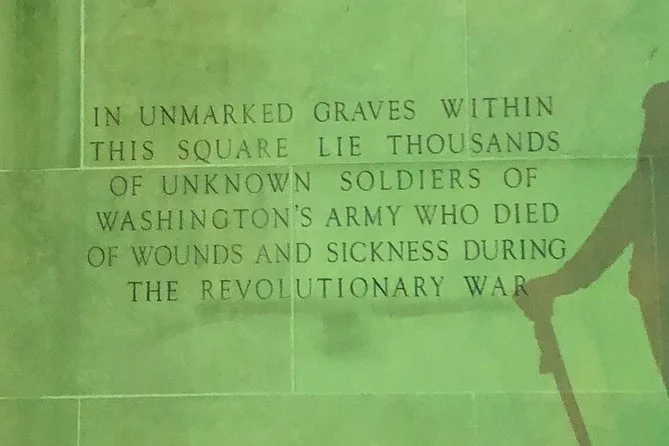 IN UNMARKED GRAVES WITHIN
THIS SQUARE LIE THOUSANDS
OF UNKNOWN SOLDIERS OF
WASHINGTON'S ARMY WHO DIED
OF WOUNDS AND SICKNESS DURING
THE REVOLUTIONARY WAR